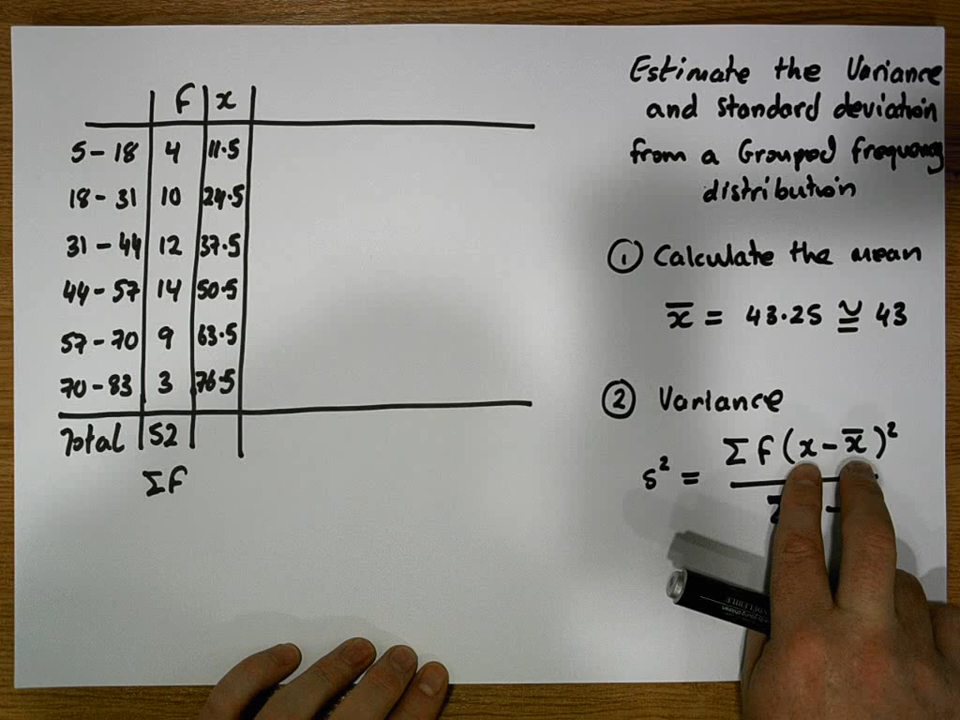 f x
5-18 4 11.5
18-31 10 24.5
31-44 12 37.5
44-57 14 50.5
57-70 9 63.5
70-83 3 76.5
Total 52
Σf
Estimate the Variance
and standard deviation
from a Grouped frequency
distribution
① Calculate the mean
x̄ = 43.25 ≅ 43
② Variance
s² = Σf(x-x̄)²